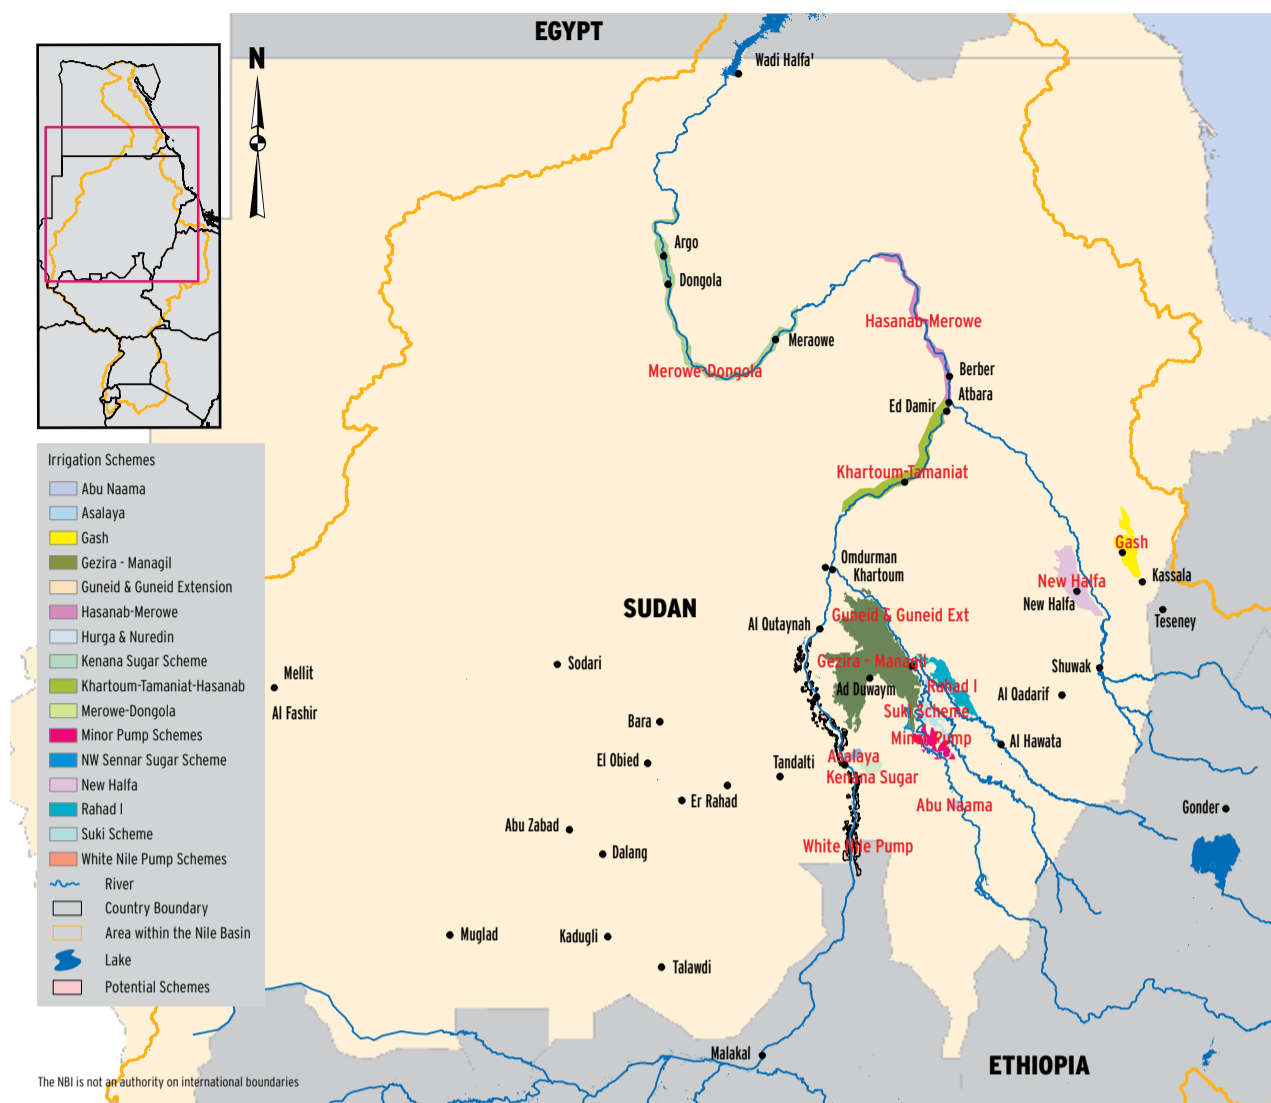 EGYPT
N
Wadi Halfa'
Argo
Dongola
Meraowe
Hasanab-Merowe
Merowe-Dongola
Berber
Atbara
Ed Damir
Khartoum-Tamaniat
Irrigation Schemes
Abu Naama
Asalaya
Gash
Gezira - Managil
Guneid & Guneid Extension
Hasanab-Merowe
Hurga & Nuredin
Kenana Sugar Scheme
Khartoum-Tamaniat-Hasanab
Merowe-Dongola
Minor Pump Schemes
NW Sennar Sugar Scheme
New Halfa
Rahad I
Suki Scheme
White Nile Pump Schemes
River
Country Boundary
Area within the Nile Basin
Lake
Potential Schemes
Gash
Omdurman
Khartoum
Kassala
New Halfa
New Halfa
Teseney
SUDAN
Guneid & Guneid Ext
Al Qutaynah
Gezira - Managil
Sodari
Mellit
Al Fashir
Shuwak
Ad Duwaym
Rahad I
Al Qadarif
Suki Scheme
Bara
Minor Pump
Al Hawata
El Obied
Tandalti
Asalaya
Kenana Sugar
Er Rahad
Abu Naama
Gonder
Abu Zabad
Dalang
White Nile Pump
Muglad
Kadugli
Talawdi
Malakal
ETHIOPIA
The NBI is not an authority on international boundaries